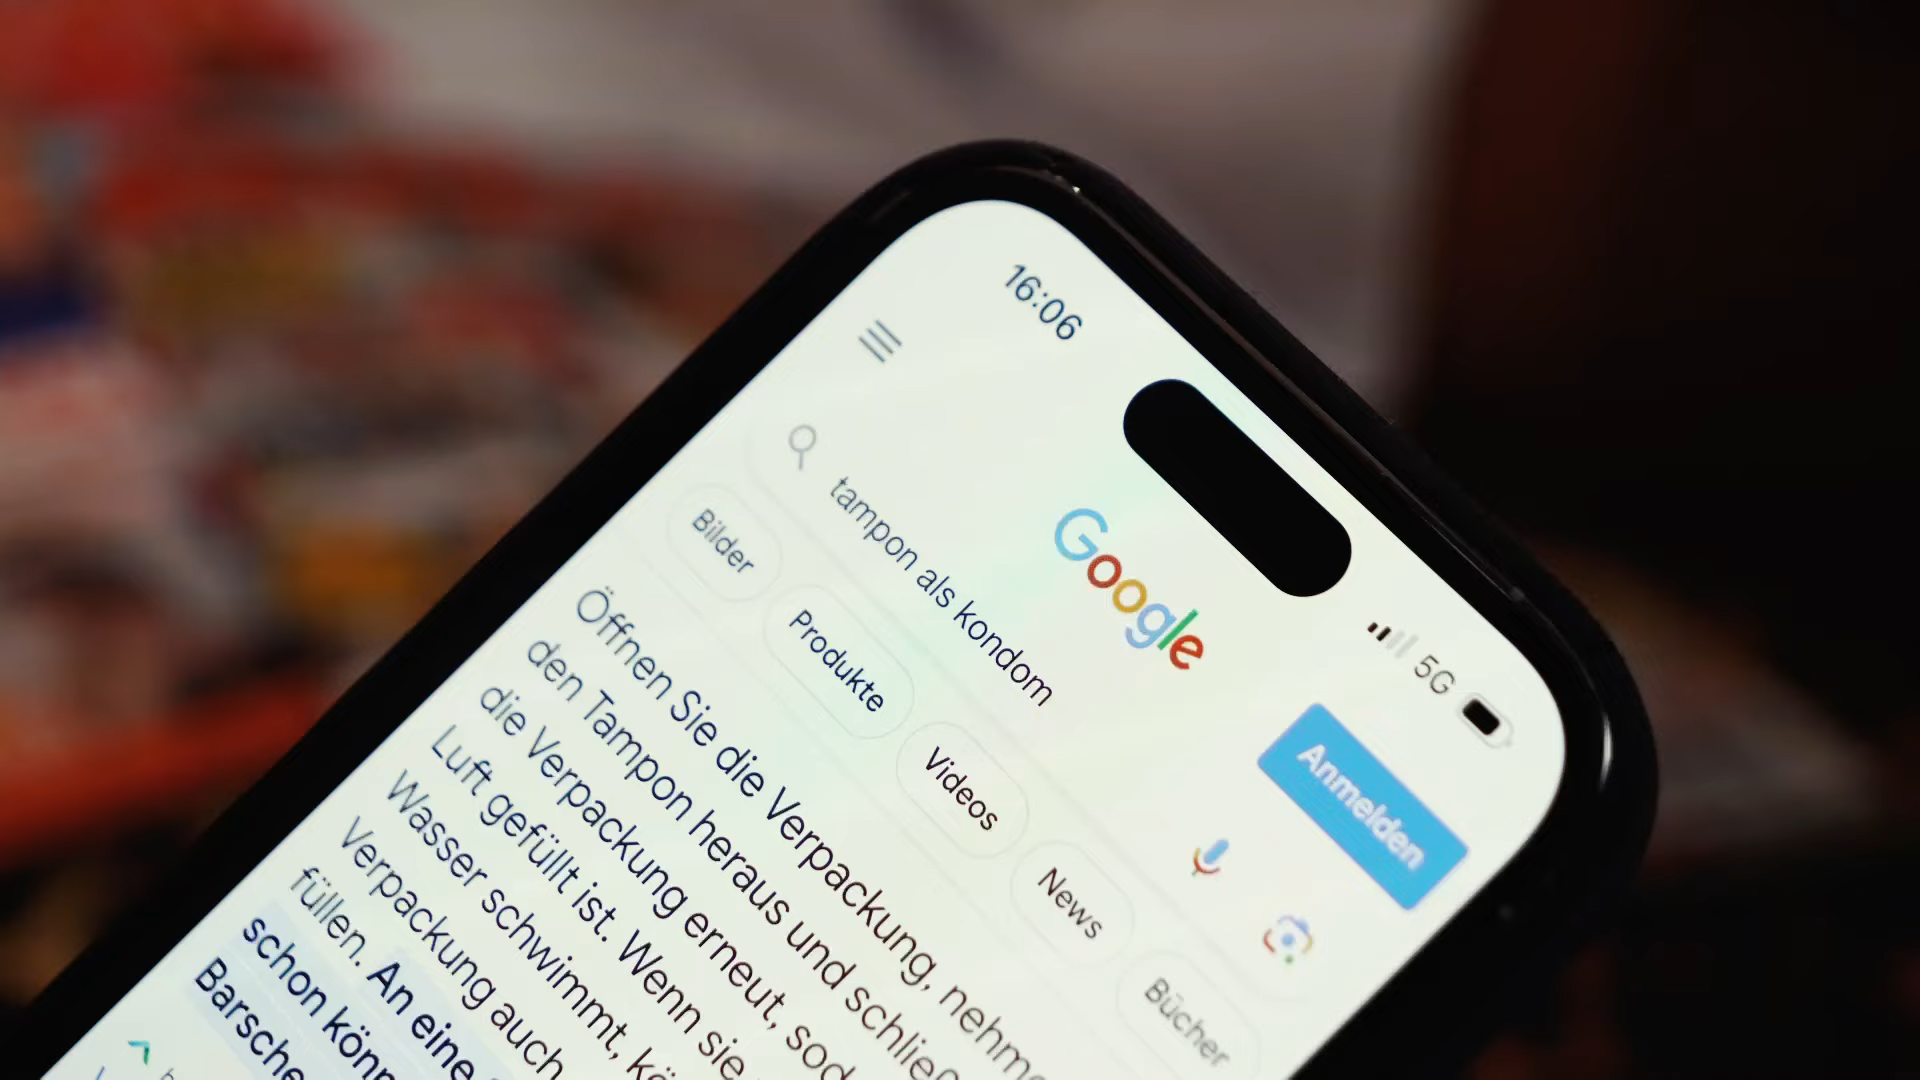 16:06
5G
Google
Anmelden
tampon als kondom
Bilder
Produkte
Videos
News
Bücher
Öffnen Sie die Verpackung, nehme
den Tampon heraus und schließ
die Verpackung erneut, sod
Luft gefüllt ist. Wenn sie
Wasser schwimmt, kö
Verpackung auch
füllen. An eine
schon könn
Barsche